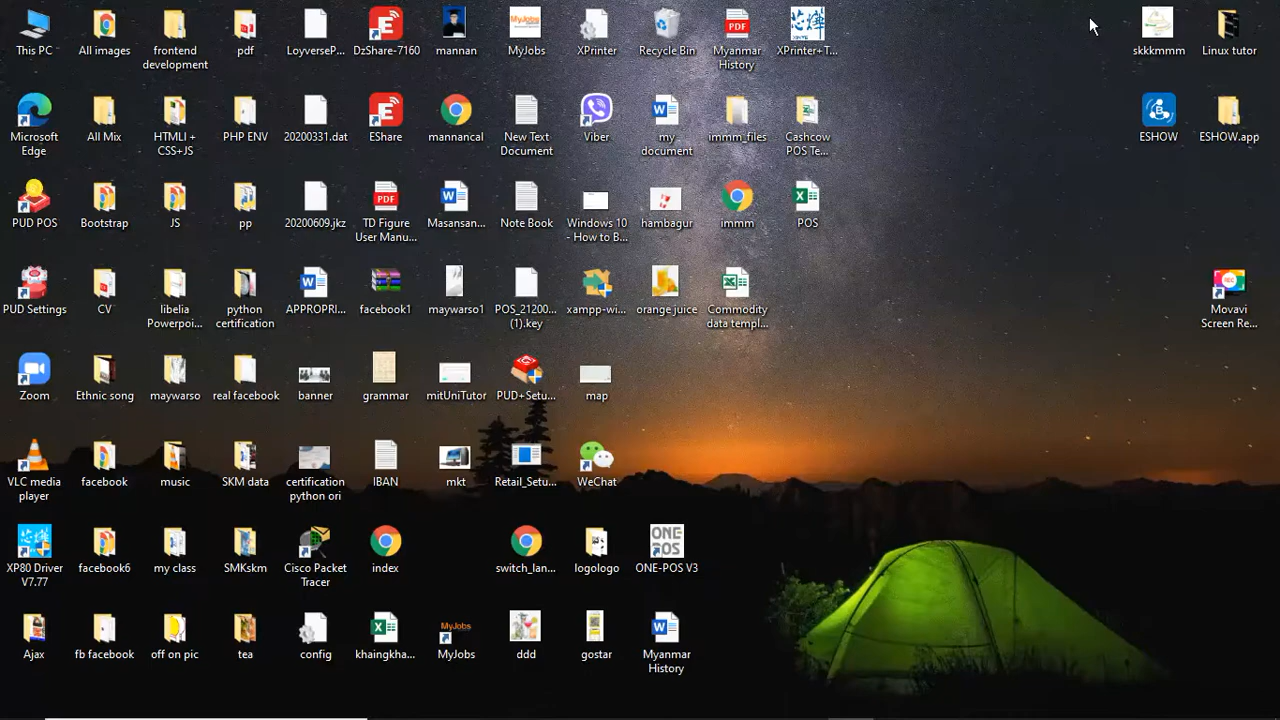 This PC
All images
frontend
development
pdf
LoyverseP...
DzShare-7160
mannan
MyJobs
XPrinter
Recycle Bin
Myanmar
History
XPrinter+T...
skkkmmm
Linux tutor
Microsoft
Edge
All Mix
HTMLI +
CSS+JS
PHP ENV
20200331.dat
EShare
mannancal
New Text
Document
Viber
my
document
immm_files
Cashcow
POS Te...
ESHOW
ESHOW.app
PUD POS
Bootstrap
JS
pp
20200609.jkz
TD Figure
User Manu...
Masansan...
Note Book
Windows 10
- How to B...
hambagur
immm
POS
PUD Settings
CV
libelia
Powerpoi...
python
certification
APPROPRI...
facebook1
maywarso1
POS_21200...
(1).key
xampp-wi...
orange juice
Commodity
data templ...
Movavi
Screen Re...
Zoom
Ethnic song
maywarso
real facebook
banner
grammar
mitUniTutor
PUD+Setu...
map
VLC media
player
facebook
music
SKM data
certification
python ori
IBAN
mkt
Retail_Setu...
WeChat
XP80 Driver
V7.77
facebook6
my class
SMKskm
Cisco Packet
Tracer
index
switch_lan...
logologo
ONE-POS V3
Ajax
fb facebook
off on pic
tea
config
khaingkha...
MyJobs
ddd
gostar
Myanmar
History